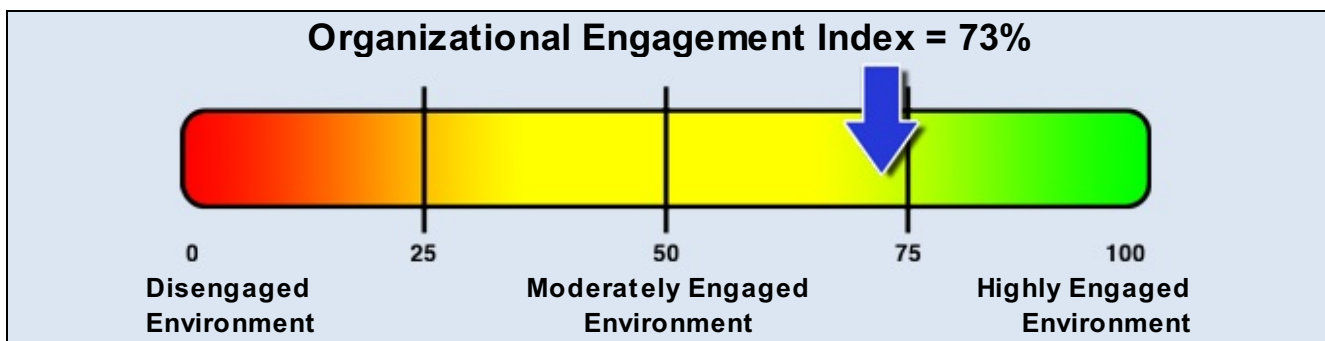 Organizational Engagement Index = 73%
0 25 50 75 100
Disengaged Moderately Engaged Highly Engaged
Environment Environment Environment